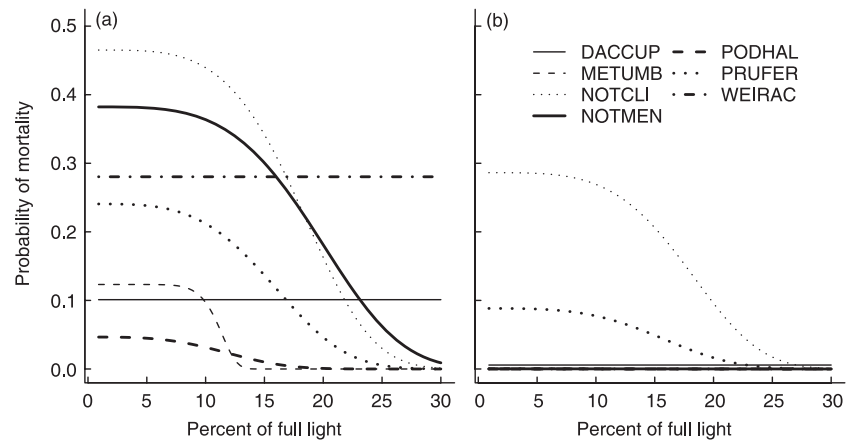 (a)
0.5
0.4
0.3
0.2
0.1
0.0
Probability of mortality
0 5 10 15 20 25 30
Percent of full light
(b)
DACCUP PODHAL
METUMB PRUFER
NOTCLI WEIRAC
NOTMEN
0 5 10 15 20 25 30
Percent of full light